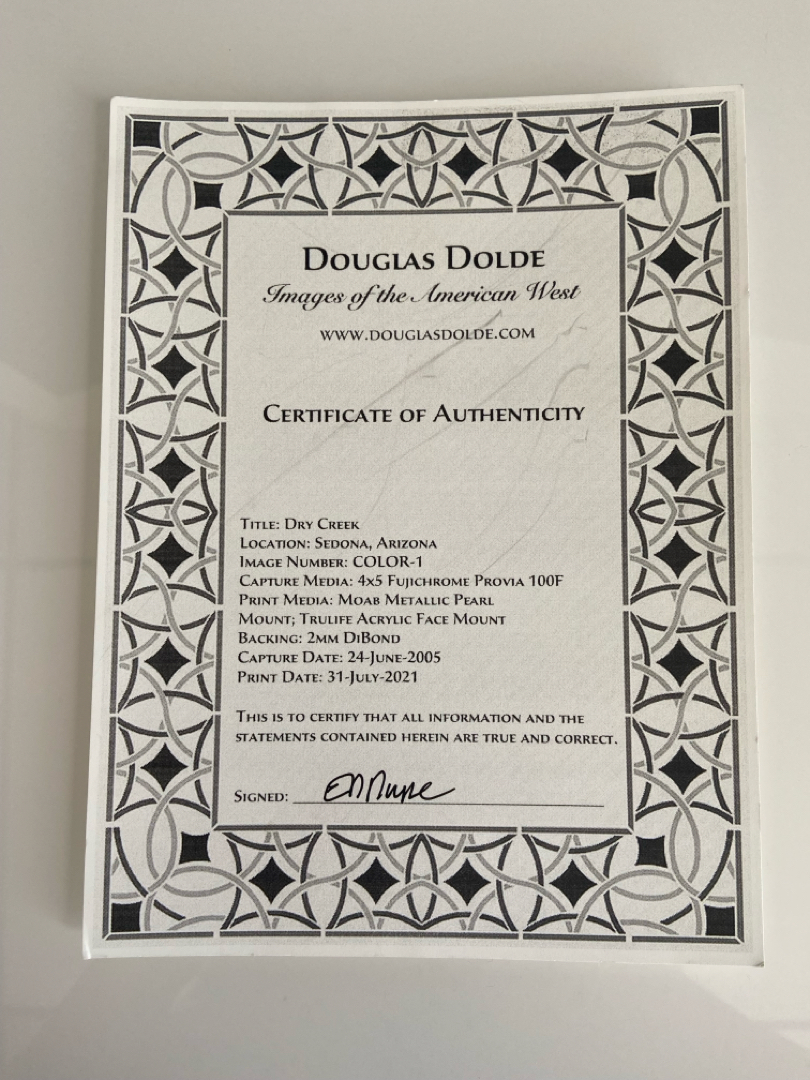 Douglas Dolde
Images of the American West
www.douglasdolde.com
Certificate of Authenticity
Title: Dry Creek
Location: Sedona, Arizona
Image Number: COLOR-1
Capture Media: 4x5 Fujichrome Provia 100F
Print Media: Moab Metallic Pearl
Mount; Trulife Acrylic Face Mount
Backing: 2mm DiBond
Capture Date: 24-June-2005
Print Date: 31-July-2021
This is to certify that all information and the
statements contained herein are true and correct.
Signed: